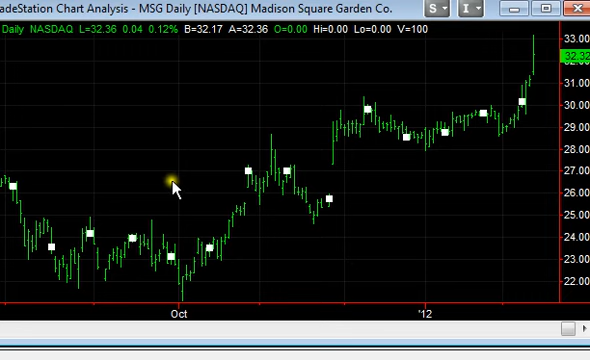 adeStation Chart Analysis - MSG Daily [NASDAQ] Madison Square Garden Co.
S
I
Daily NASDAQ L=32.36 0.04 0.12% B=32.17 A=32.36 O=0.00 Hi=0.00 Lo=0.00 V=100
33.00
32.32
31.00
30.00
29.00
28.00
27.00
26.00
25.00
24.00
23.00
22.00
Oct
'12